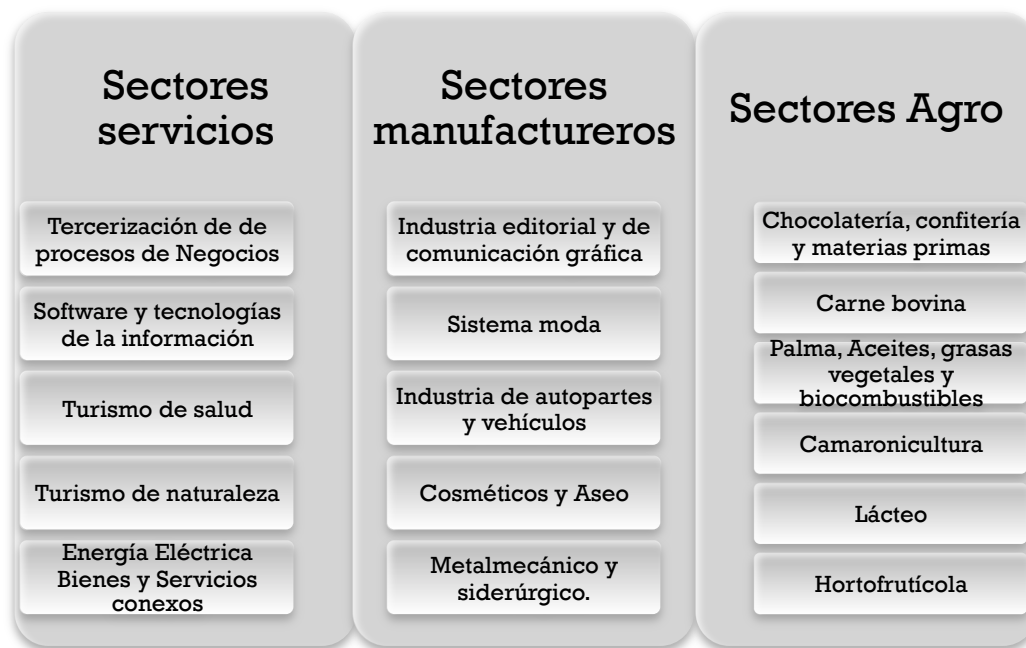 Sectores
servicios
Tercerización de de
procesos de Negocios
Software y tecnologías
de la información
Turismo de salud
Turismo de naturaleza
Energía Eléctrica
Bienes y Servicios
conexos
Sectores
manufactureros
Industria editorial y de
comunicación gráfica
Sistema moda
Industria de autopartes
y vehículos
Cosméticos y Aseo
Metalmecánico y
siderúrgico.
Sectores Agro
Chocolatería, confitería
y materias primas
Carne bovina
Palma, Aceites, grasas
vegetales y
biocombustibles
Camaronicultura
Lácteo
Hortofrutícola